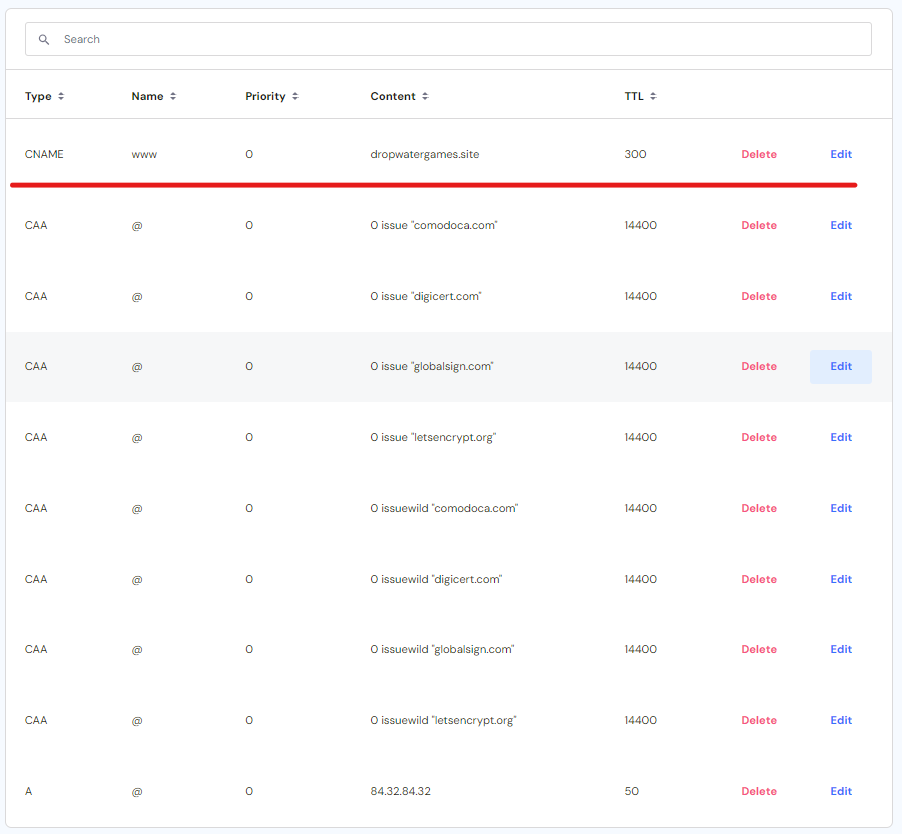 Search
Type Name Priority Content TTL
CNAME www 0 dropwatergames.site 300 Delete Edit
CAA @ 0 0 issue "comodoca.com" 14400 Delete Edit
CAA @ 0 0 issue "digicert.com" 14400 Delete Edit
CAA @ 0 0 issue "globalsign.com" 14400 Delete Edit
CAA @ 0 0 issue "letsencrypt.org" 14400 Delete Edit
CAA @ 0 0 issuewild "comodoca.com" 14400 Delete Edit
CAA @ 0 0 issuewild "digicert.com" 14400 Delete Edit
CAA @ 0 0 issuewild "globalsign.com" 14400 Delete Edit
CAA @ 0 0 issuewild "letsencrypt.org" 14400 Delete Edit
A @ 0 84.32.84.32 50 Delete Edit